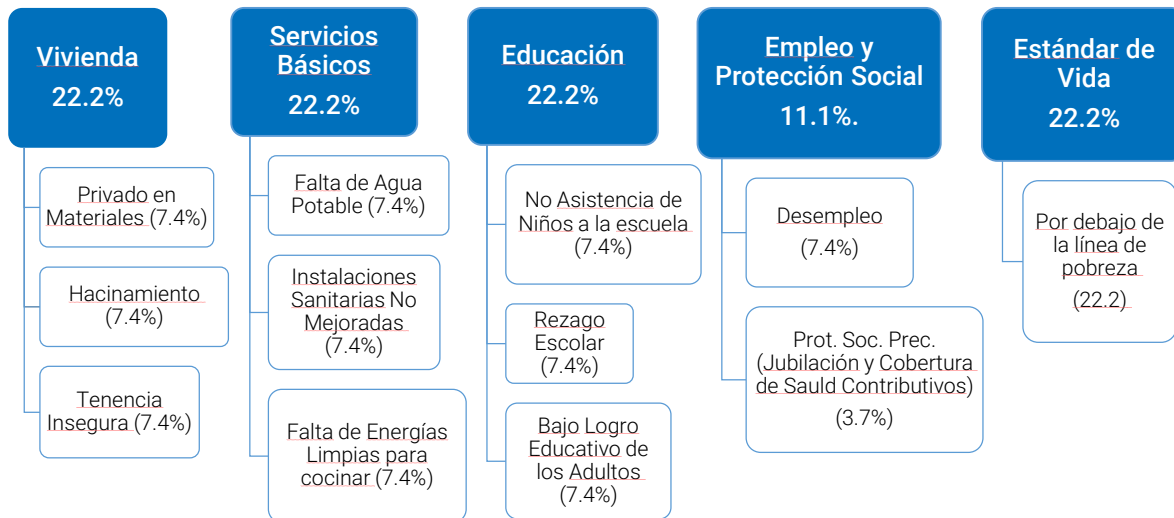 Vivienda
22.2%
Privado en
Materiales (7.4%)
Hacinamiento
(7.4%)
Tenencia
Insegura (7.4%)
Servicios
Básicos
22.2%
Falta de Agua
Potable (7.4%)
Instalaciones
Sanitarias No
Mejoradas
(7.4%)
Falta de Energías
Limpias para
cocinar (7.4%)
Educación
22.2%
No Asistencia de
Niños a la escuela
(7.4%)
Rezago
Escolar
(7.4%)
Bajo Logro
Educativo de
los Adultos
(7.4%)
Empleo y
Protección Social
11.1%.
Desempleo
(7.4%)
Prot. Soc. Prec.
(Jubilación y Cobertura
de Sauld Contributivos)
(3.7%)
Estándar de
Vida
22.2%
Por debajo de
la línea de
pobreza
(22.2)